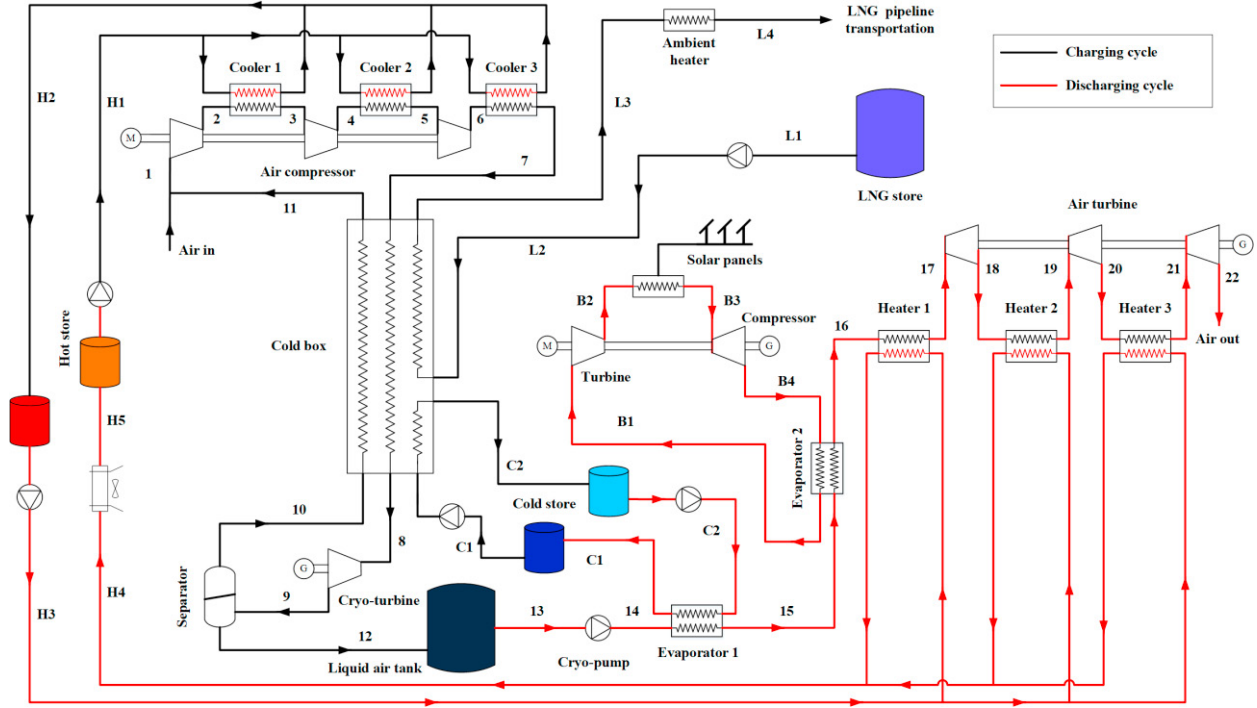 LNG pipeline
transportation
L4
Ambient
heater
Charging cycle
Discharging cycle
H2
H1
Cooler 1
Cooler 2
Cooler 3
L3
2
3
4
5
6
M
L1
7
1
Air compressor
LNG store
11
Air in
L2
Solar panels
Air turbine
G
17
18
19
20
21
22
B2
B3
Heater 1
Heater 2
Heater 3
Compressor
16
Hot store
Cold box
M
G
Air out
Turbine
B4
B1
H5
Evaporator 2
C2
Cold store
10
8
C1
C2
C1
G
Separator
9
Cryo-turbine
H3
H4
13
14
15
12
Liquid air tank
Cryo-pump
Evaporator 1